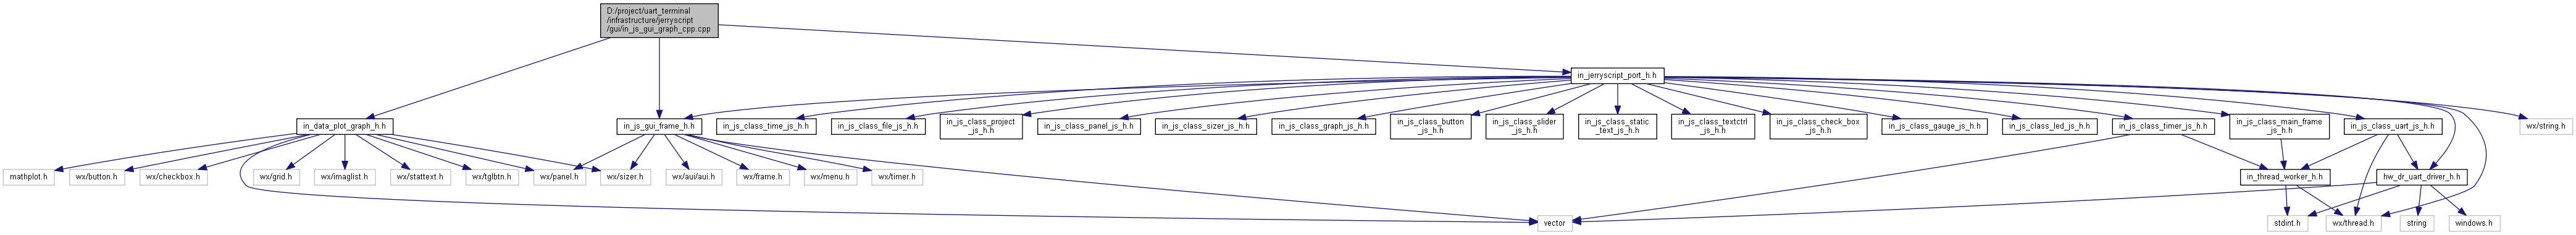 D:/project/uart_terminal
/infrastructure/jerryscript
/gui/in_js_gui_graph_cpp.cpp
in_jerryscript_port_h.h
in_data_plot_graph_h.h
in_js_gui_frame_h.h
in_js_class_time_js_h.h
in_js_class_file_js_h.h
in_js_class_project
_js_h.h
in_js_class_panel_js_h.h
in_js_class_sizer_js_h.h
in_js_class_graph_js_h.h
in_js_class_button
_js_h.h
in_js_class_slider
_js_h.h
in_js_class_static
_text_js_h.h
in_js_class_textctrl
_js_h.h
in_js_class_check_box
_js_h.h
in_js_class_gauge_js_h.h
in_js_class_led_js_h.h
in_js_class_timer_js_h.h
in_js_class_main_frame
_js_h.h
in_js_class_uart_js_h.h
wx/string.h
mathplot.h
wx/button.h
wx/checkbox.h
wx/grid.h
wx/imaglist.h
wx/stattext.h
wx/tglbtn.h
wx/panel.h
wx/sizer.h
wx/aui/aui.h
wx/frame.h
wx/menu.h
wx/timer.h
in_thread_worker_h.h
hw_dr_uart_driver_h.h
vector
stdint.h
wx/thread.h
string
windows.h